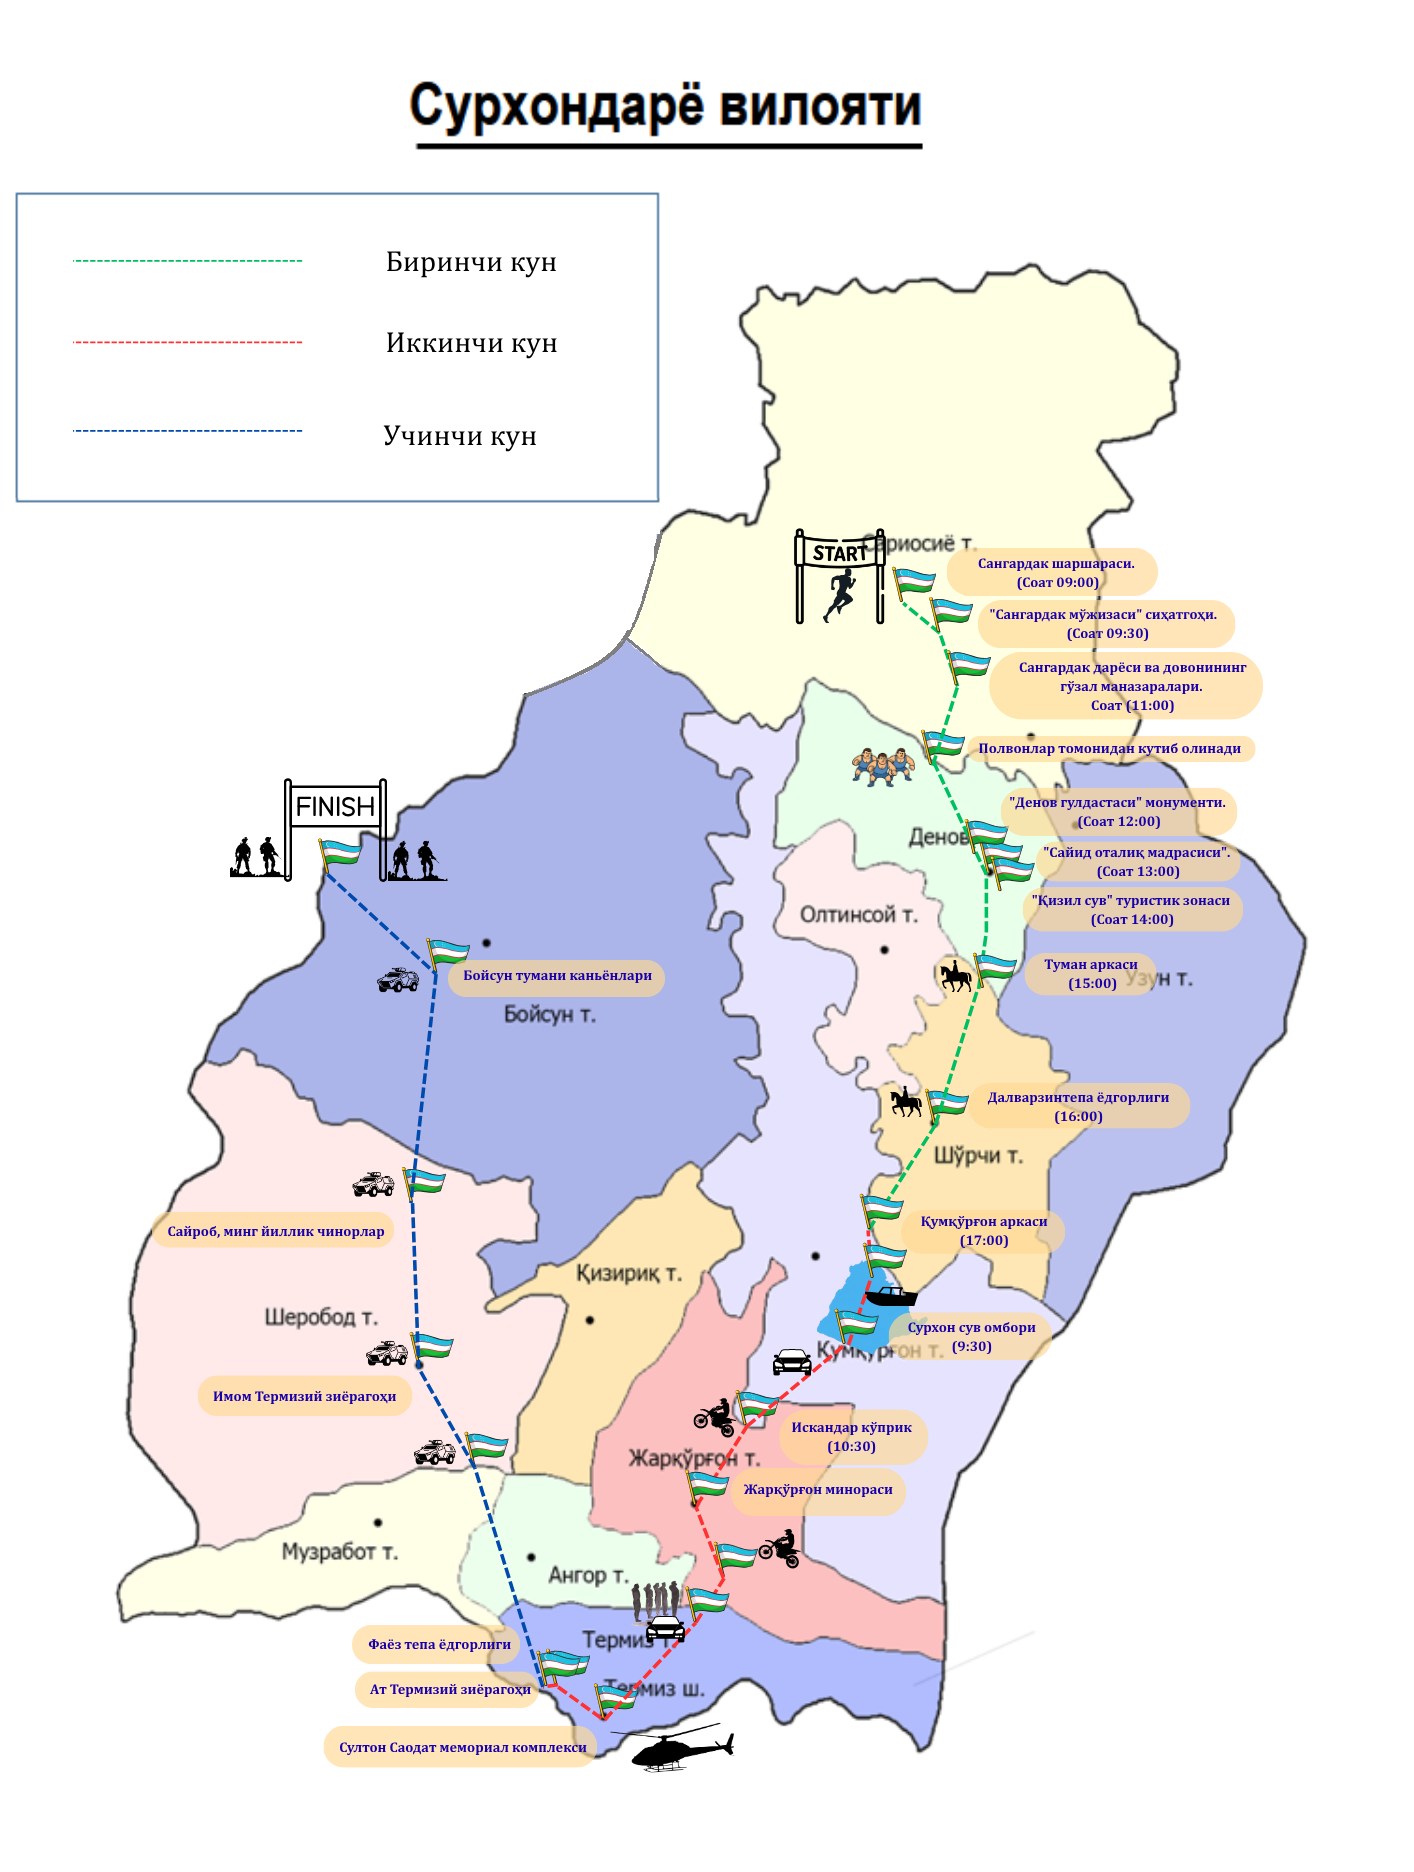 Сурхондарё вилояти
Биринчи кун
Иккинчи кун
Учинчи кун
START
Сариосиё т.
Сангардак шаршараси.
(Соат 09:00)
"Сангардак мўжизаси" сиҳатгоҳи.
(Соат 09:30)
Сангардак дарёси ва довонининг
гўзал маназаралари.
Соат (11:00)
Полвонлар томонидан кутиб олинади
FINISH
"Денов гулдастаси" монументи.
(Соат 12:00)
Денов
"Сайид оталиқ мадрасиси".
(Соат 13:00)
"Қизил сув" туристик зонаси
(Соат 14:00)
Олтинсой т.
Туман аркаси
(15:00)
Узун т.
Бойсун тумани каньёнлари
Бойсун т.
Далварзинтепа ёдгорлиги
(16:00)
Шўрчи т.
Сайроб, минг йиллик чинорлар
Қумқўрғон аркаси
(17:00)
Қизириқ т.
Шеробод т.
Сурхон сув омбори
(9:30)
Қумқўрғон т.
Имом Термизий зиёрагоҳи
Искандар кўприк
(10:30)
Жарқўрғон т.
Жарқўрғон минораси
Музработ т.
Ангор т.
Термиз т.
Фаёз тепа ёдгорлиги
Ат Термизий зиёрагоҳи
Термиз ш.
Султон Саодат мемориал комплекси